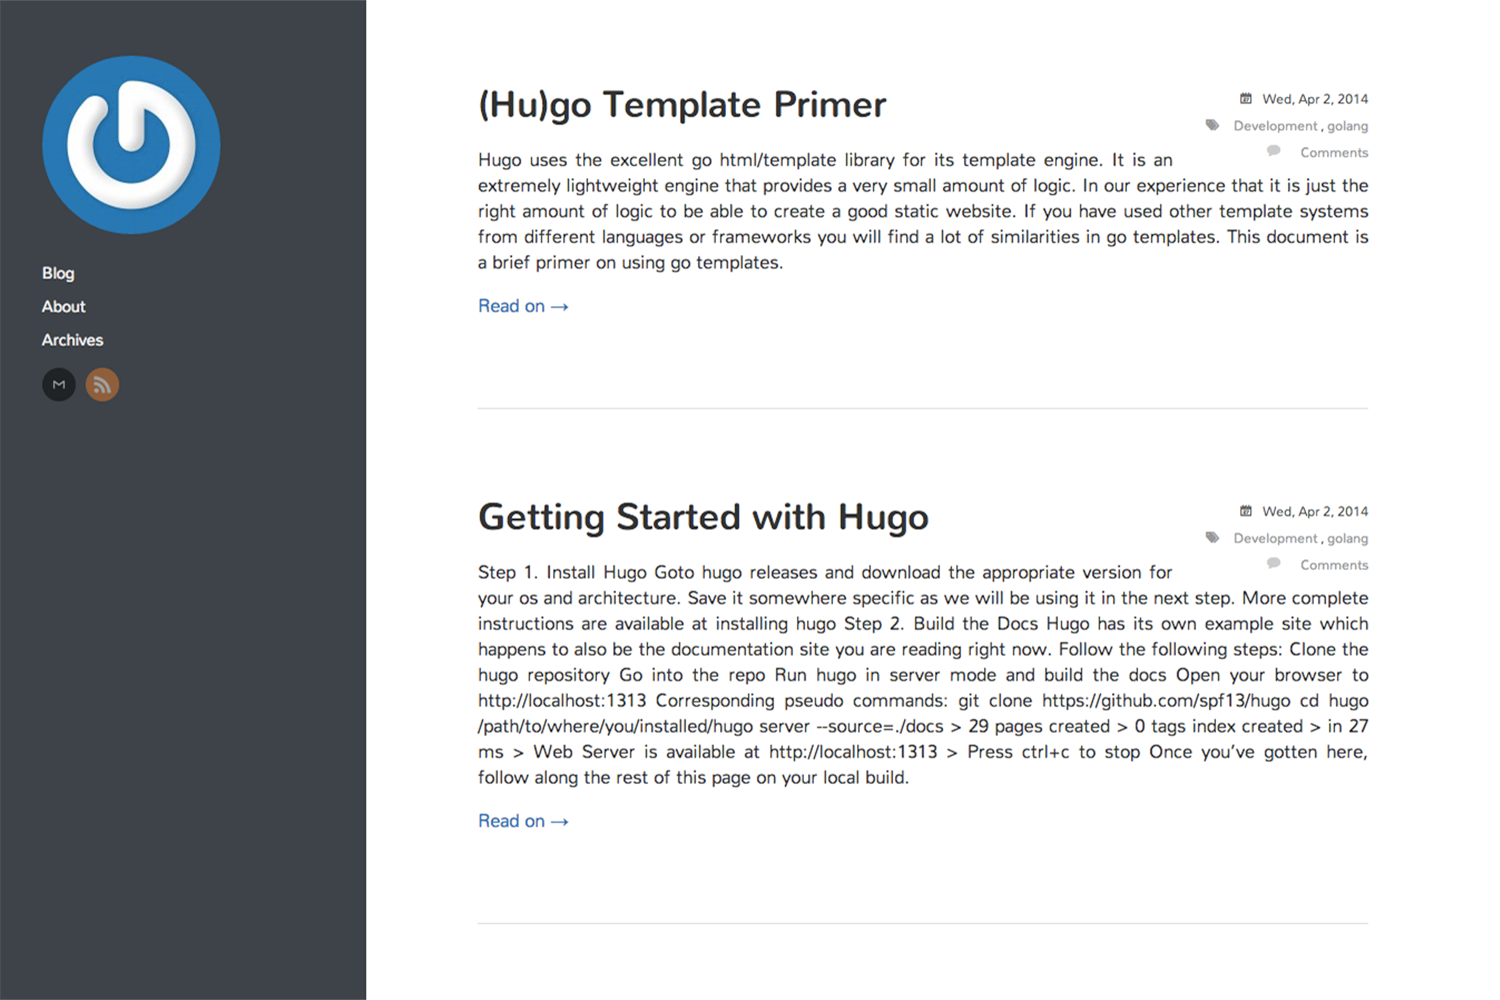 Blog
About
Archives
M
(Hu)go Template Primer
Wed, Apr 2, 2014
Development , golang
Comments
Hugo uses the excellent go html/template library for its template engine. It is an
extremely lightweight engine that provides a very small amount of logic. In our experience that it is just the
right amount of logic to be able to create a good static website. If you have used other template systems
from different languages or frameworks you will find a lot of similarities in go templates. This document is
a brief primer on using go templates.
Read on →
Getting Started with Hugo
Wed, Apr 2, 2014
Development , golang
Comments
Step 1. Install Hugo Goto hugo releases and download the appropriate version for
your os and architecture. Save it somewhere specific as we will be using it in the next step. More complete
instructions are available at installing hugo Step 2. Build the Docs Hugo has its own example site which
happens to also be the documentation site you are reading right now. Follow the following steps: Clone the
hugo repository Go into the repo Run hugo in server mode and build the docs Open your browser to
http://localhost:1313 Corresponding pseudo commands: git clone https://github.com/spf13/hugo cd hugo
/path/to/where/you/installed/hugo server --source=./docs > 29 pages created > 0 tags index created > in 27
ms > Web Server is available at http://localhost:1313 > Press ctrl+c to stop Once you've gotten here,
follow along the rest of this page on your local build.
Read on →